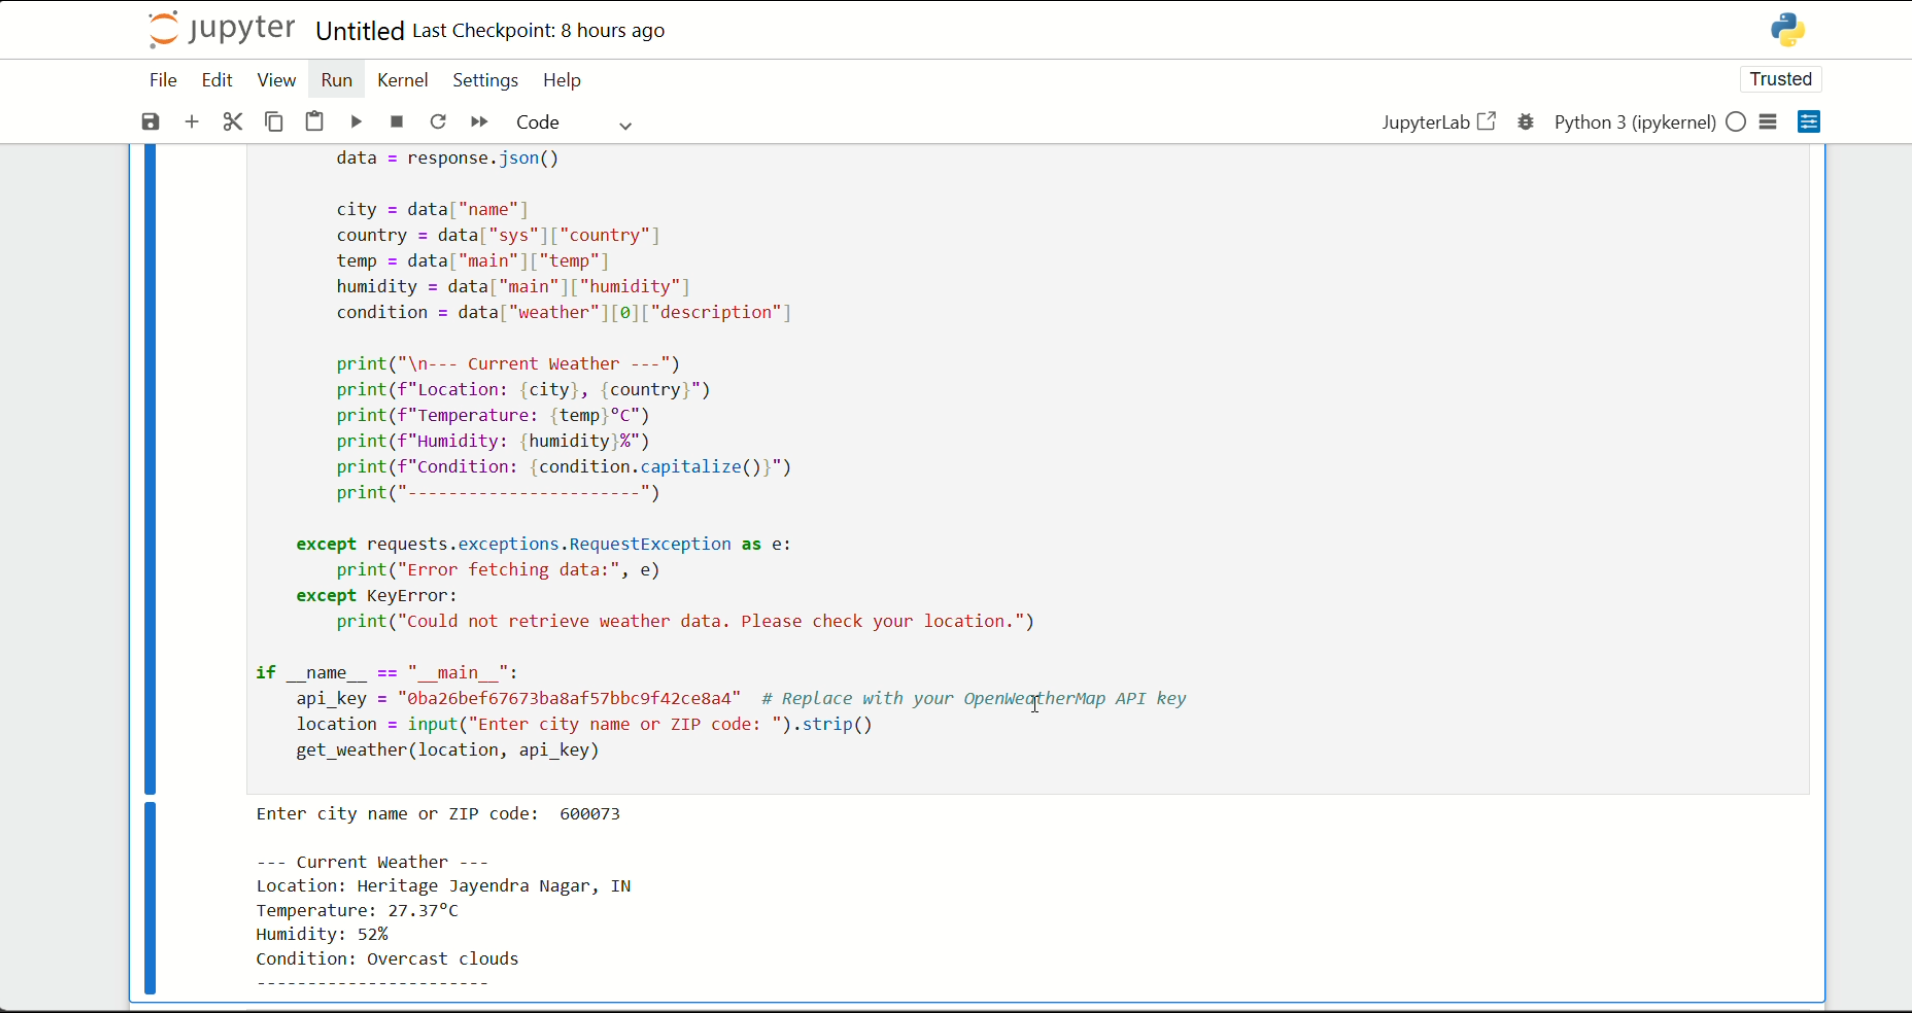 jupyter Untitled Last Checkpoint: 8 hours ago
File Edit View Run Kernel Settings Help Trusted
Code JupyterLab Python 3 (ipykernel)
data = response.json()
city = data["name"]
country = data["sys"]["country"]
temp = data["main"]["temp"]
humidity = data["main"]["humidity"]
condition = data["weather"][0]["description"]
print("\n--- Current Weather ---")
print(f"Location: {city}, {country}")
print(f"Temperature: {temp}°C")
print(f"Humidity: {humidity}%")
print(f"Condition: {condition.capitalize()}")
print("-----------------------")
except requests.exceptions.RequestException as e:
print("Error fetching data:", e)
except KeyError:
print("Could not retrieve weather data. Please check your location.")
if __name__ == "__main__":
api_key = "0ba26bef67673ba8af57bbc9f42ce8a4" # Replace with your OpenWeatherMap API key
location = input("Enter city name or ZIP code: ").strip()
get_weather(location, api_key)
Enter city name or ZIP code: 600073
--- Current Weather ---
Location: Heritage Jayendra Nagar, IN
Temperature: 27.37°C
Humidity: 52%
Condition: Overcast clouds
-----------------------